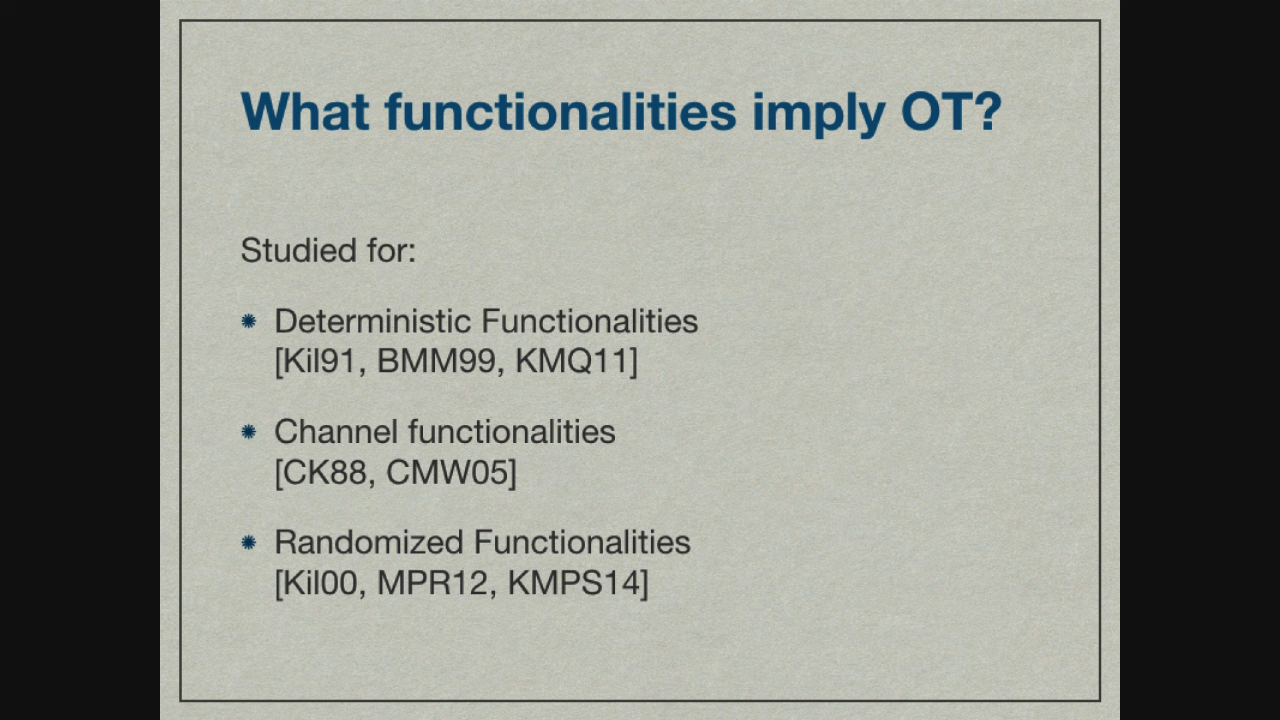 What functionalities imply OT?
Studied for:
Deterministic Functionalities
[Kil91, BMM99, KMQ11]
Channel functionalities
[CK88, CMW05]
Randomized Functionalities
[Kil00, MPR12, KMPS14]